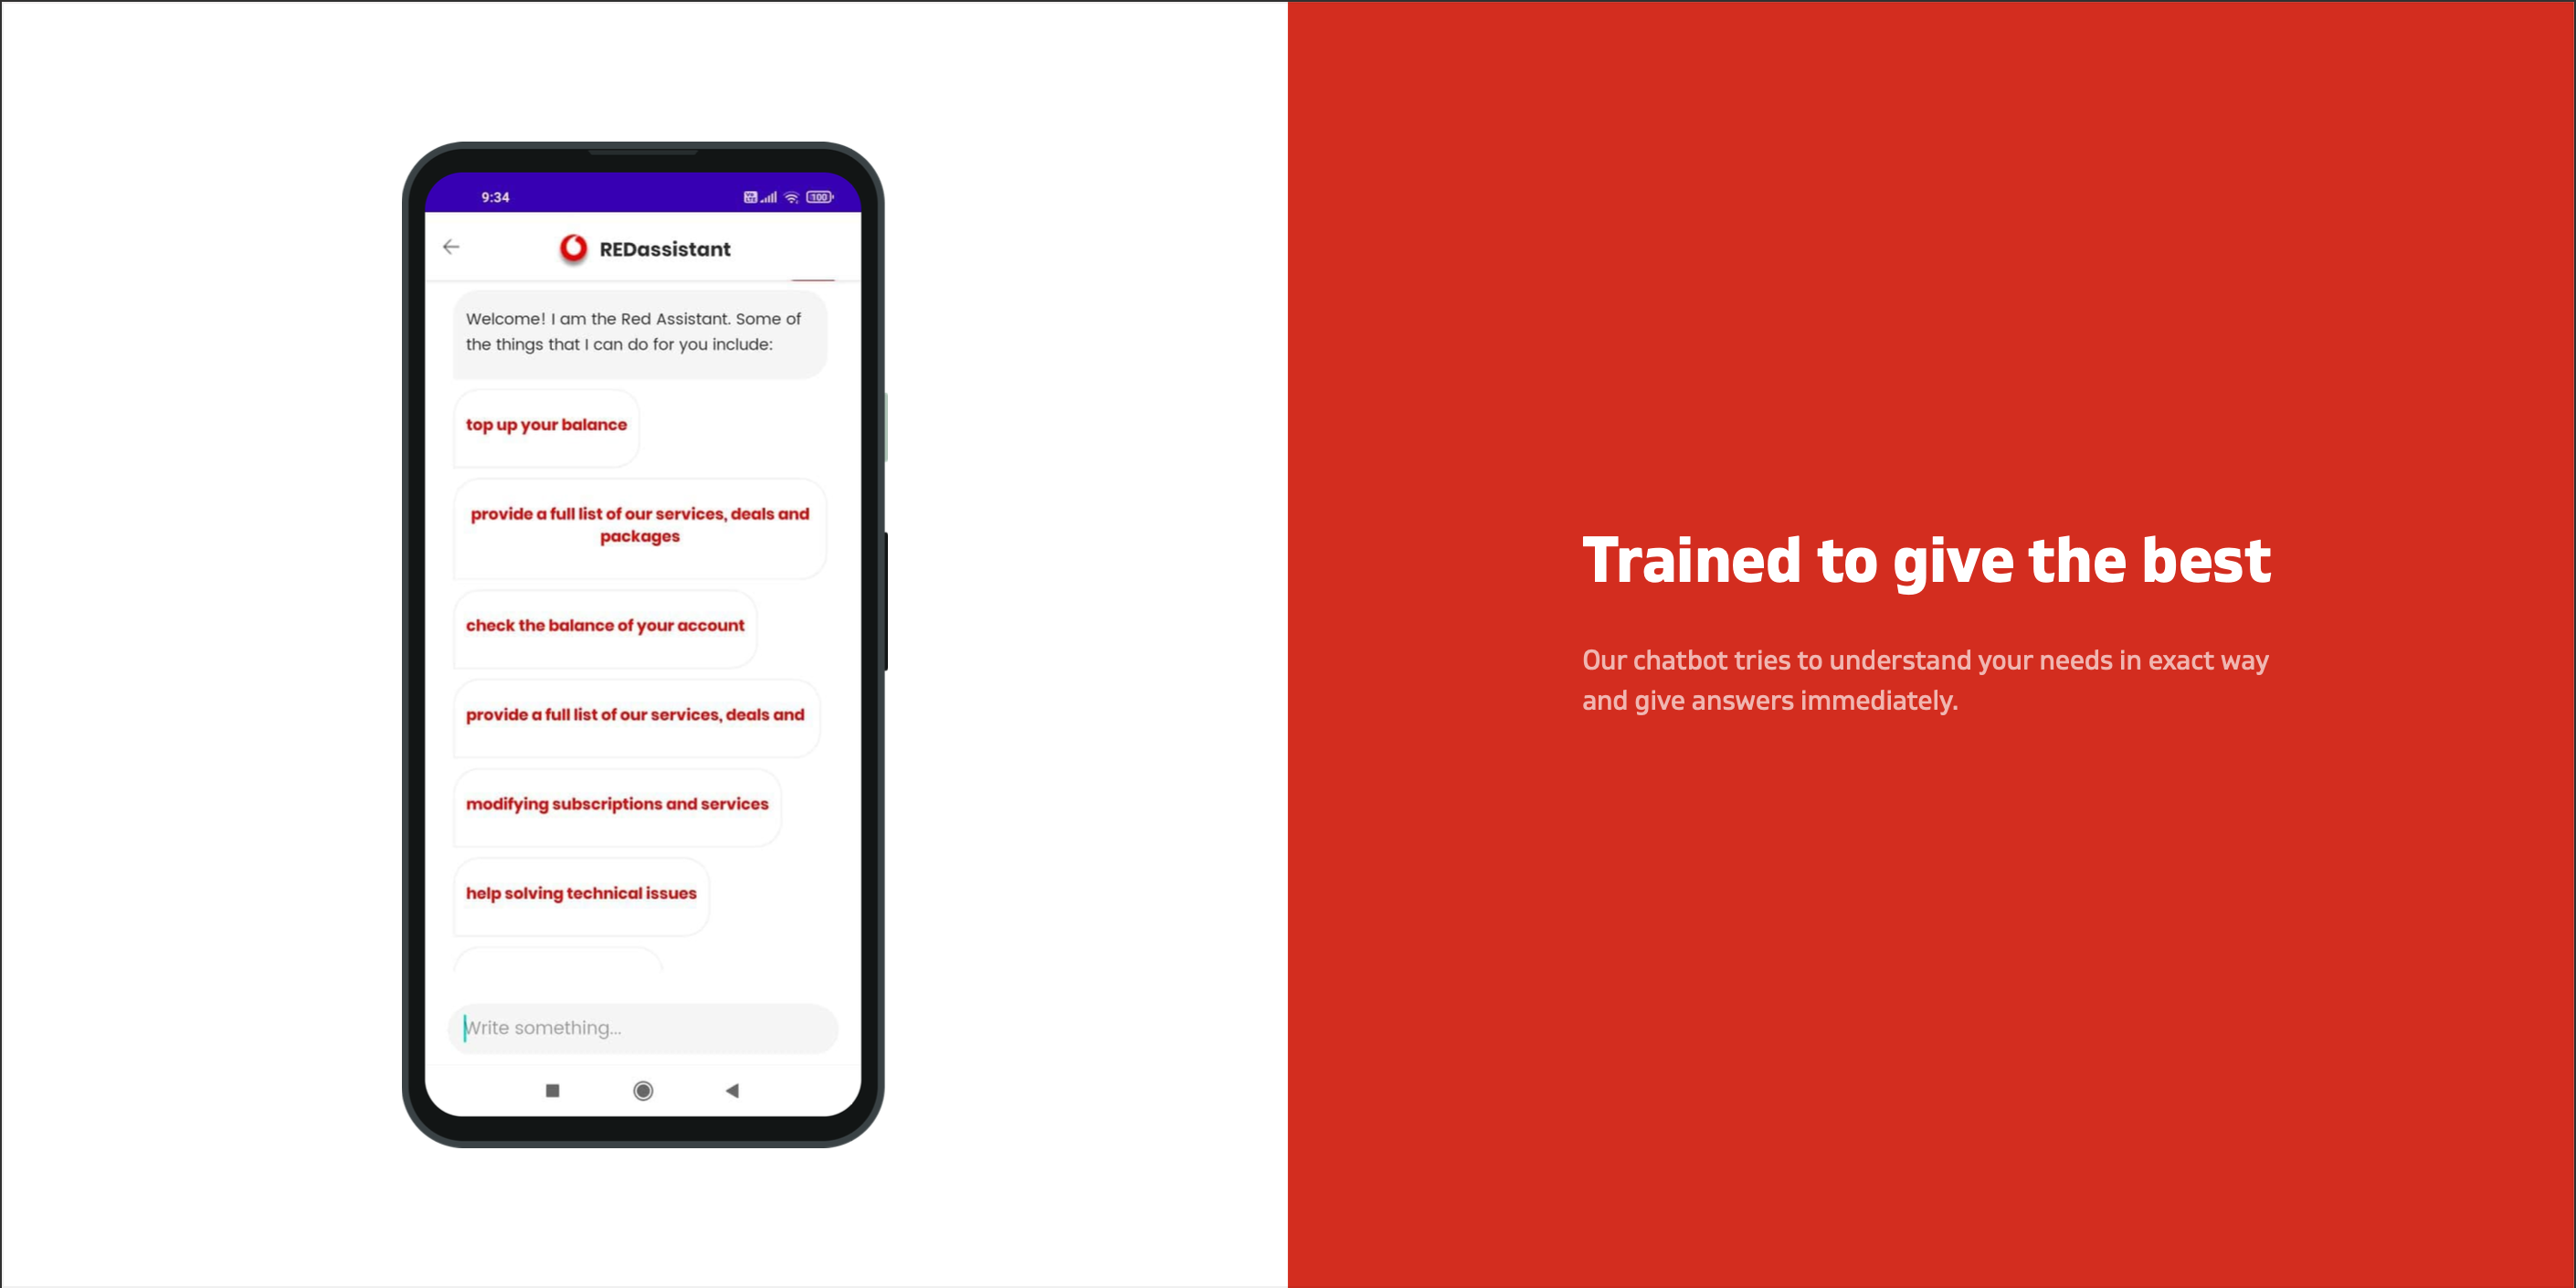 9:34
100
REDassistant
Welcome! I am the Red Assistant. Some of
the things that I can do for you include:
top up your balance
provide a full list of our services, deals and
packages
check the balance of your account
provide a full list of our services, deals and
modifying subscriptions and services
help solving technical issues
Write something...
Trained to give the best
Our chatbot tries to understand your needs in exact way
and give answers immediately.